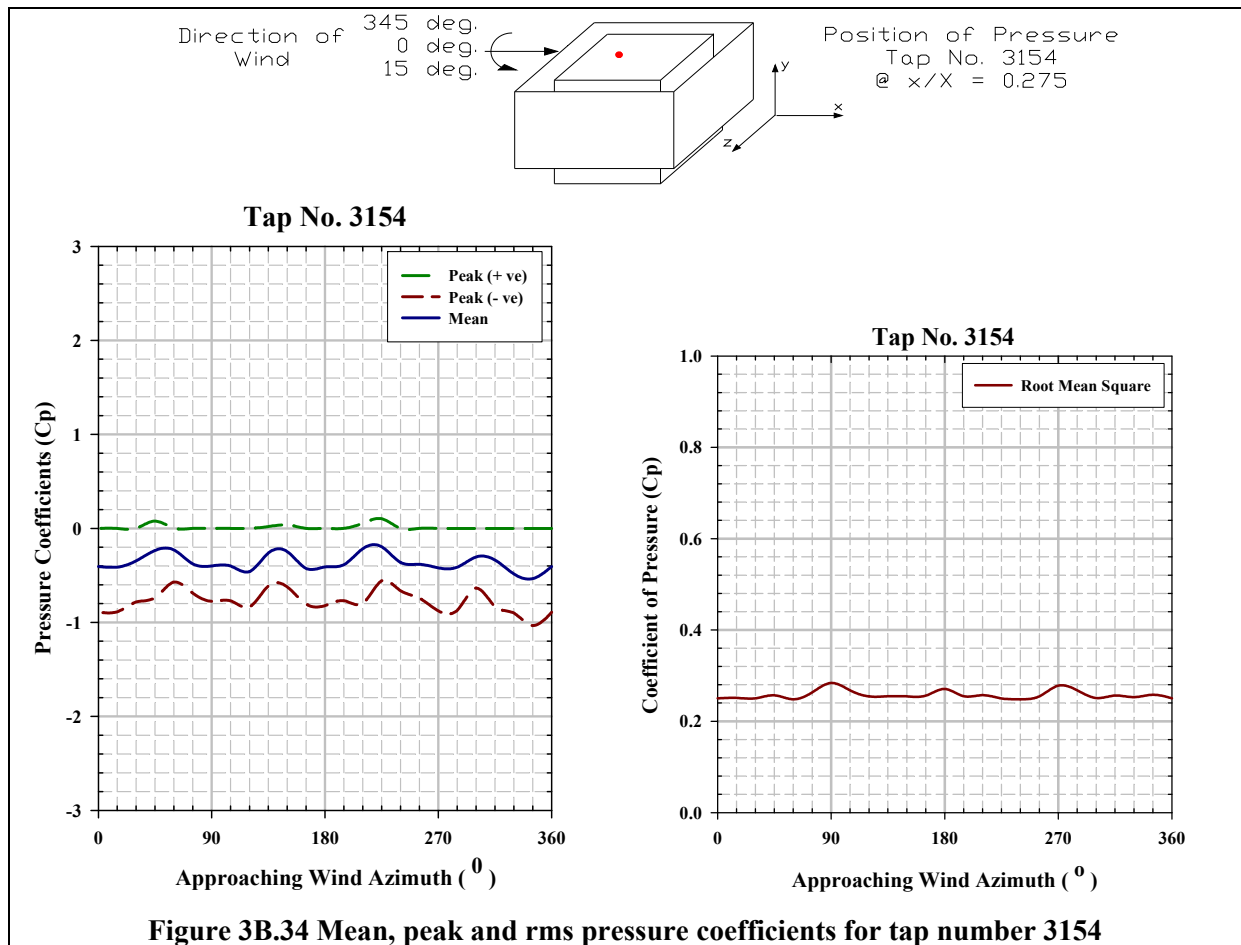 345 deg.
Direction of 0 deg.
Wind 15 deg.
Position of Pressure
Tap No. 3154
@ x/X = 0.275
y
x
z
Tap No. 3154
Peak (+ ve)
Peak (- ve)
Mean
Pressure Coefficients (Cp)
3
2
1
0
-1
-2
-3
0 90 180 270 360
Approaching Wind Azimuth ( 0 )
Tap No. 3154
Root Mean Square
Coefficient of Pressure (Cp)
1.0
0.8
0.6
0.4
0.2
0.0
0 90 180 270 360
Approaching Wind Azimuth ( o )
Figure 3B.34 Mean, peak and rms pressure coefficients for tap number 3154